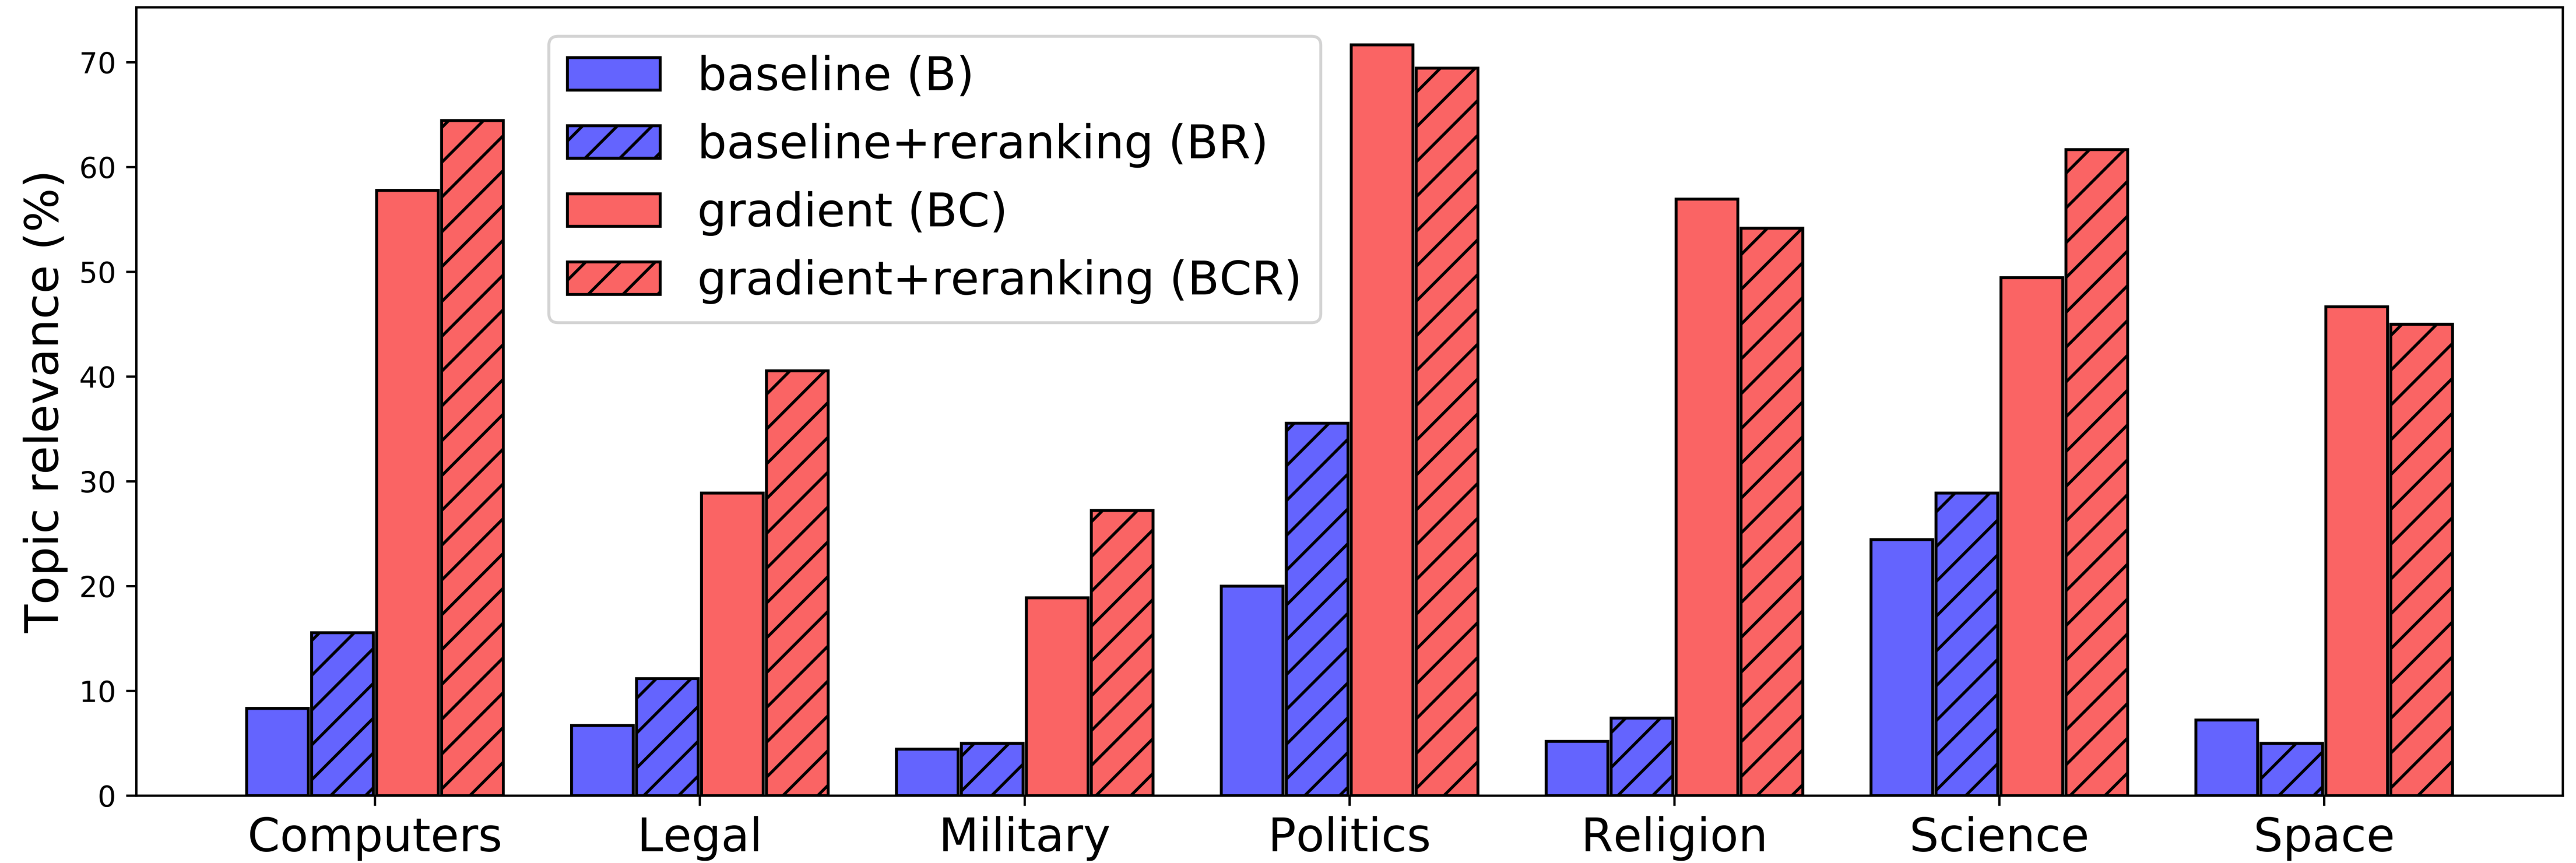 Topic relevance (%)
70
60
50
40
30
20
10
0
baseline (B)
baseline+reranking (BR)
gradient (BC)
gradient+reranking (BCR)
Computers
Legal
Military
Politics
Religion
Science
Space